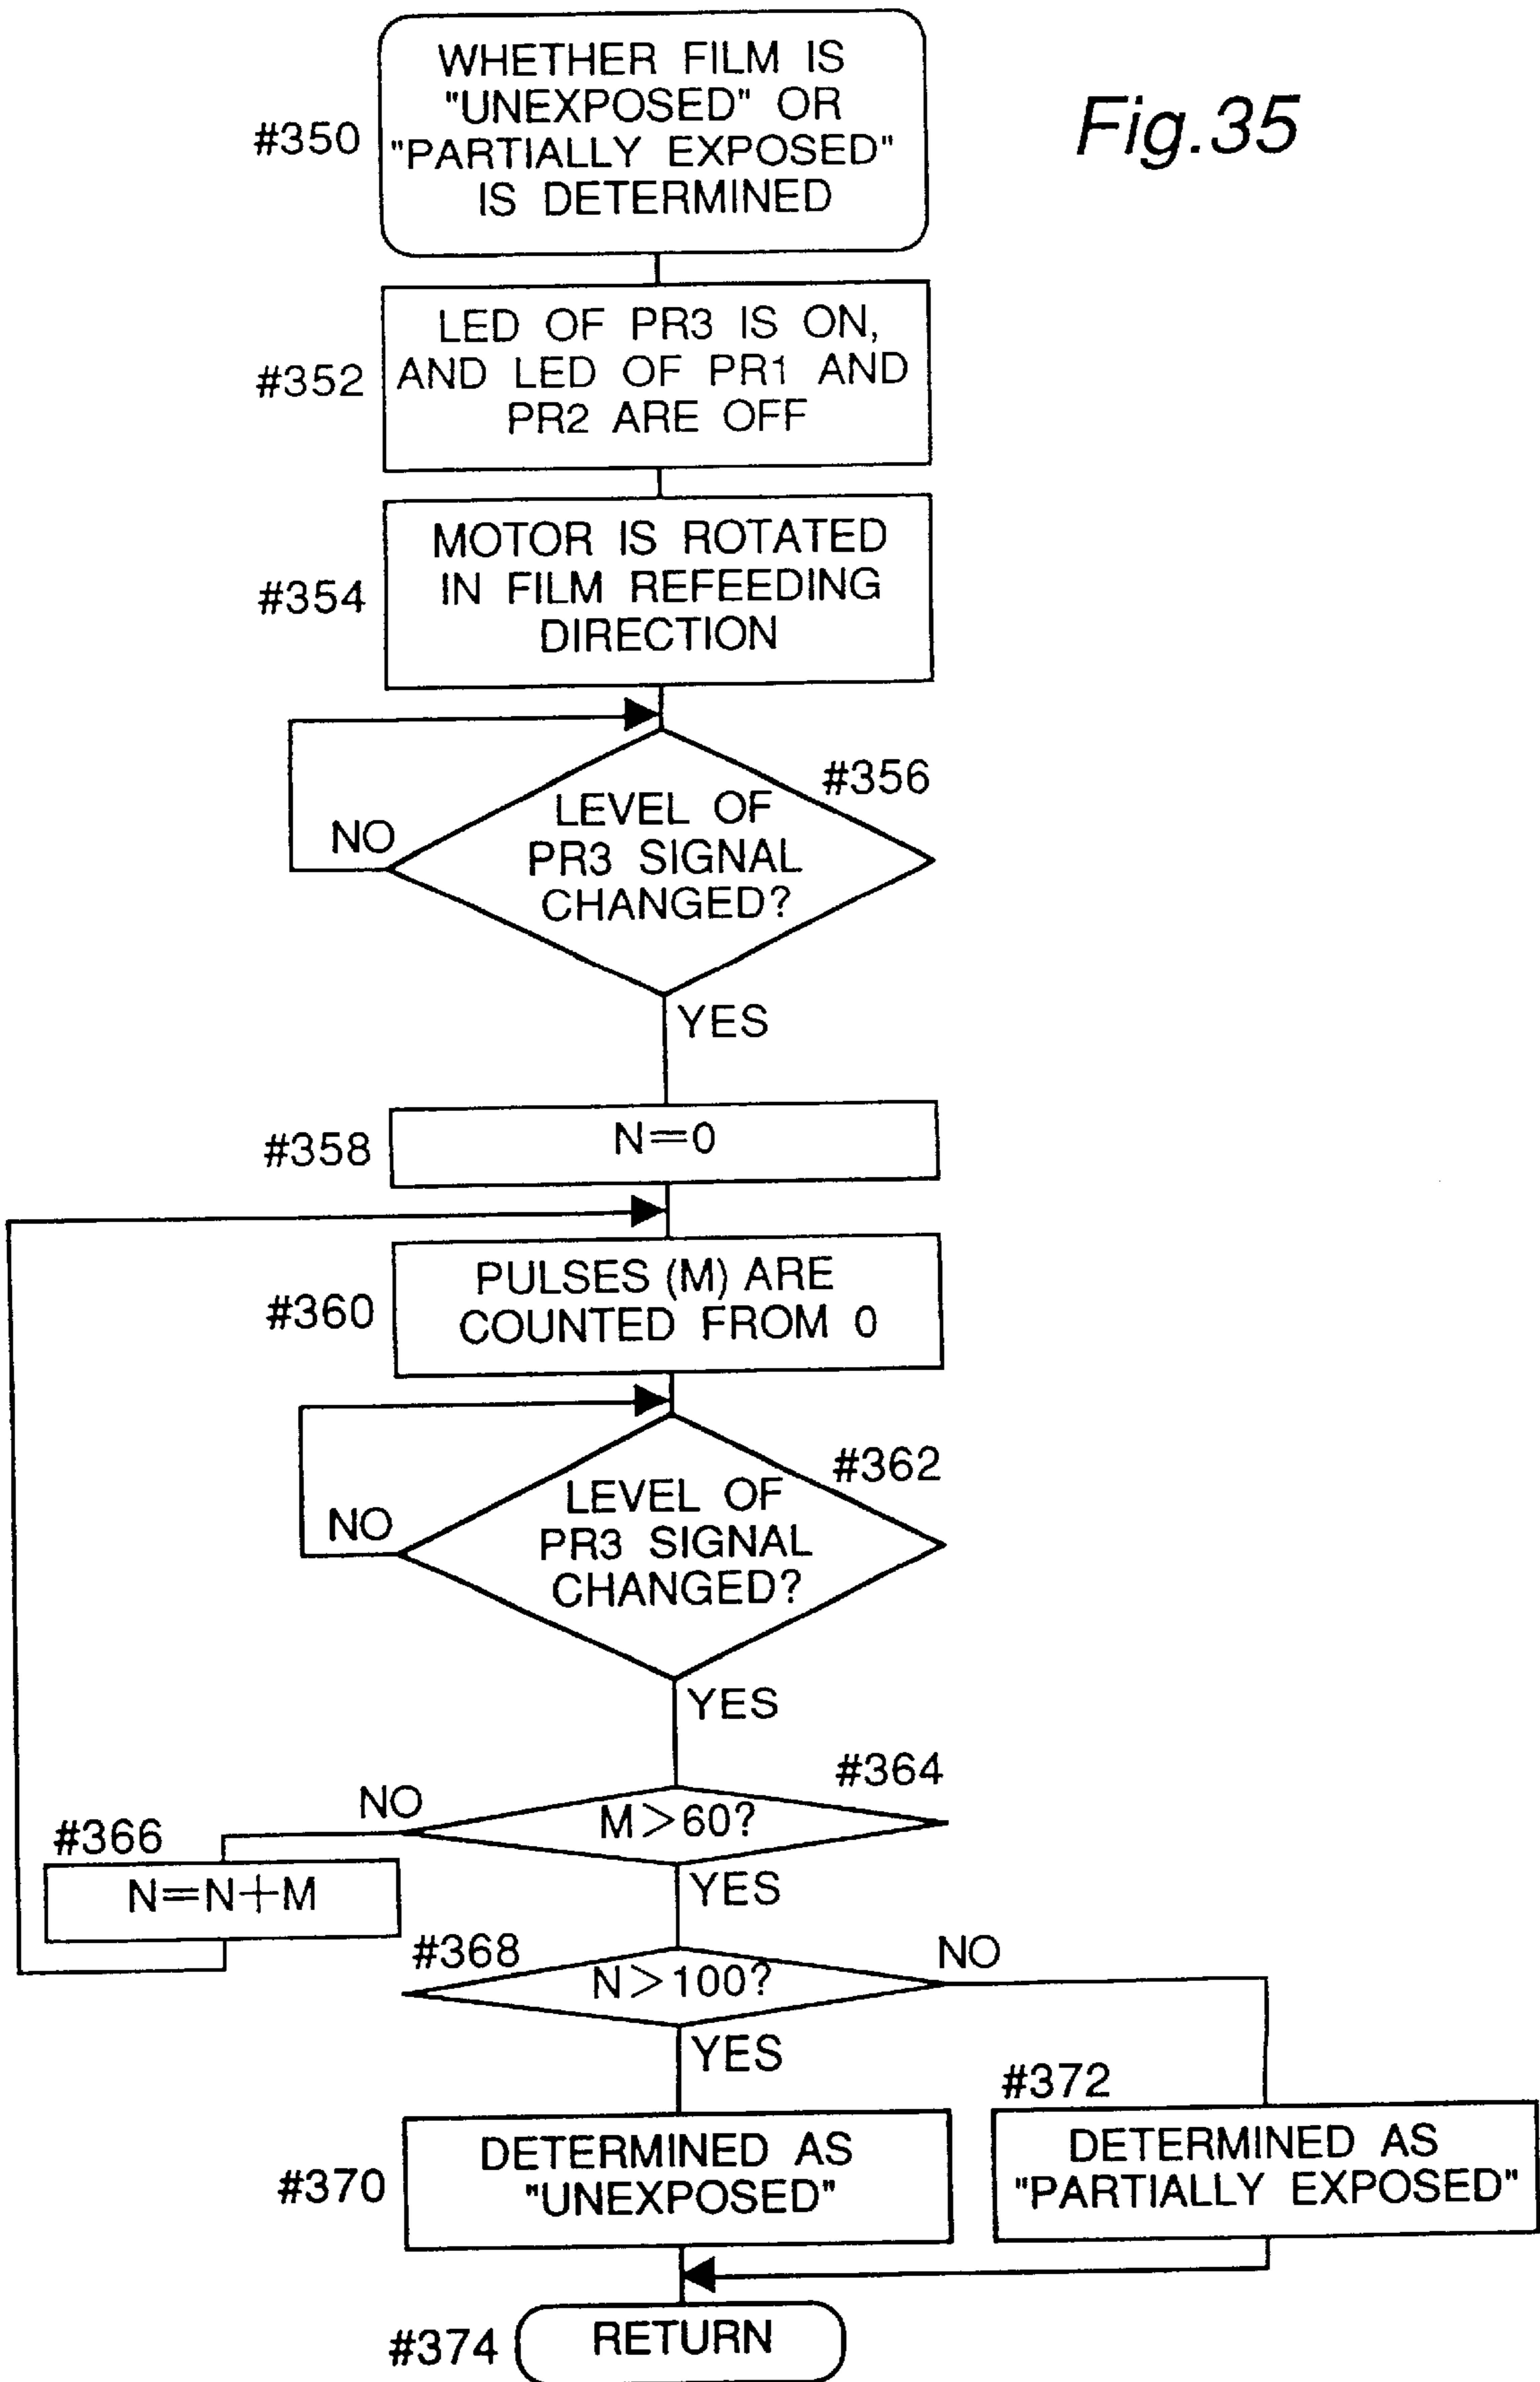 Fig.35
WHETHER FILM IS
"UNEXPOSED" OR
"PARTIALLY EXPOSED"
IS DETERMINED
#350
LED OF PR3 IS ON,
AND LED OF PR1 AND
PR2 ARE OFF
#352
MOTOR IS ROTATED
IN FILM REFEEDING
DIRECTION
#354
#356
LEVEL OF
PR3 SIGNAL
CHANGED?
NO
YES
#358
N=0
#360
PULSES (M) ARE
COUNTED FROM 0
#362
LEVEL OF
PR3 SIGNAL
CHANGED?
NO
YES
#364
M>60?
NO
YES
#366
N=N+M
#368
N>100?
NO
YES
#370
DETERMINED AS
"UNEXPOSED"
#372
DETERMINED AS
"PARTIALLY EXPOSED"
#374
RETURN